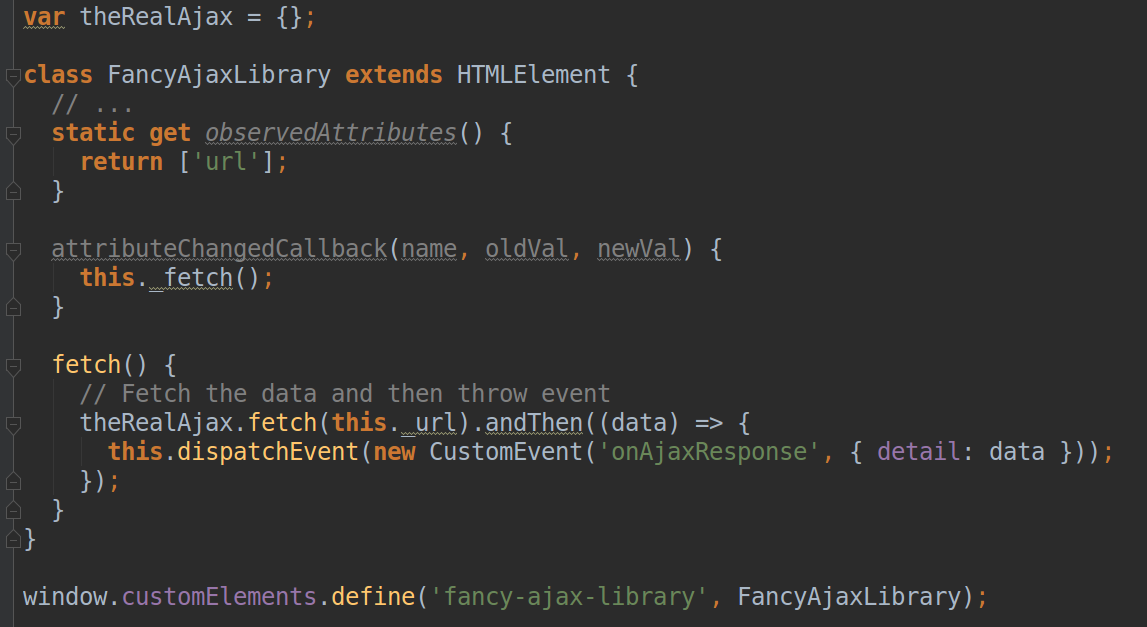 var theRealAjax = {};
class FancyAjaxLibrary extends HTMLElement {
// ...
static get observedAttributes() {
return ['url'];
}
attributeChangedCallback(name, oldVal, newVal) {
this._fetch();
}
fetch() {
// Fetch the data and then throw event
theRealAjax.fetch(this._url).andThen((data) => {
this.dispatchEvent(new CustomEvent('onAjaxResponse', { detail: data }));
});
}
}
window.customElements.define('fancy-ajax-library', FancyAjaxLibrary);